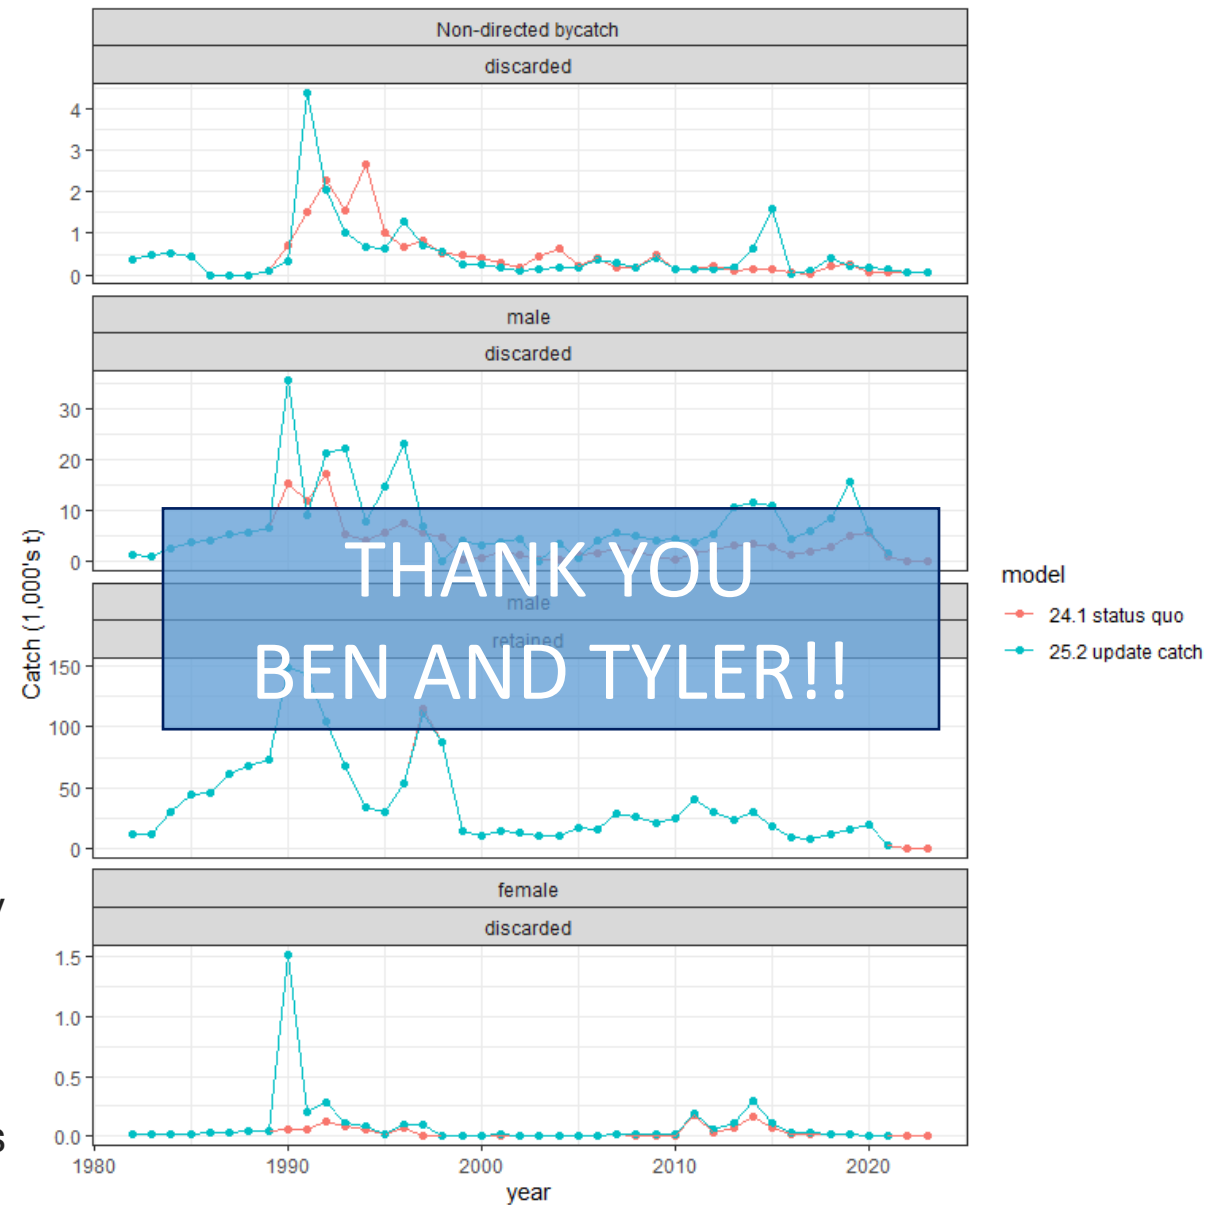 Non-directed bycatch
discarded
4
3
2
1
0
male
discarded
30
20
10
0
THANK YOU
male
retained
BEN AND TYLER!!
150
100
50
0
female
discarded
1.5
1.0
0.5
0.0
1980 1990 2000 2010 2020
year
Catch (1,000's t)
model
24.1 status quo
25.2 update catch